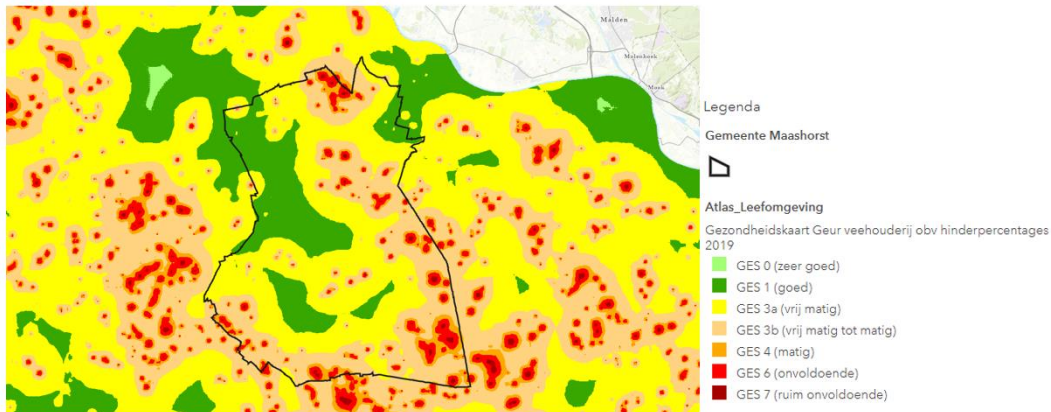 Malden
Molenhoek
Mook
Legenda
Gemeente Maashorst
Atlas_Leefomgeving
Gezondheidskaart Geur veehouderij obv hinderpercentages
2019
GES 0 (zeer goed)
GES 1 (goed)
GES 3a (vrij matig)
GES 3b (vrij matig tot matig)
GES 4 (matig)
GES 6 (onvoldoende)
GES 7 (ruim onvoldoende)